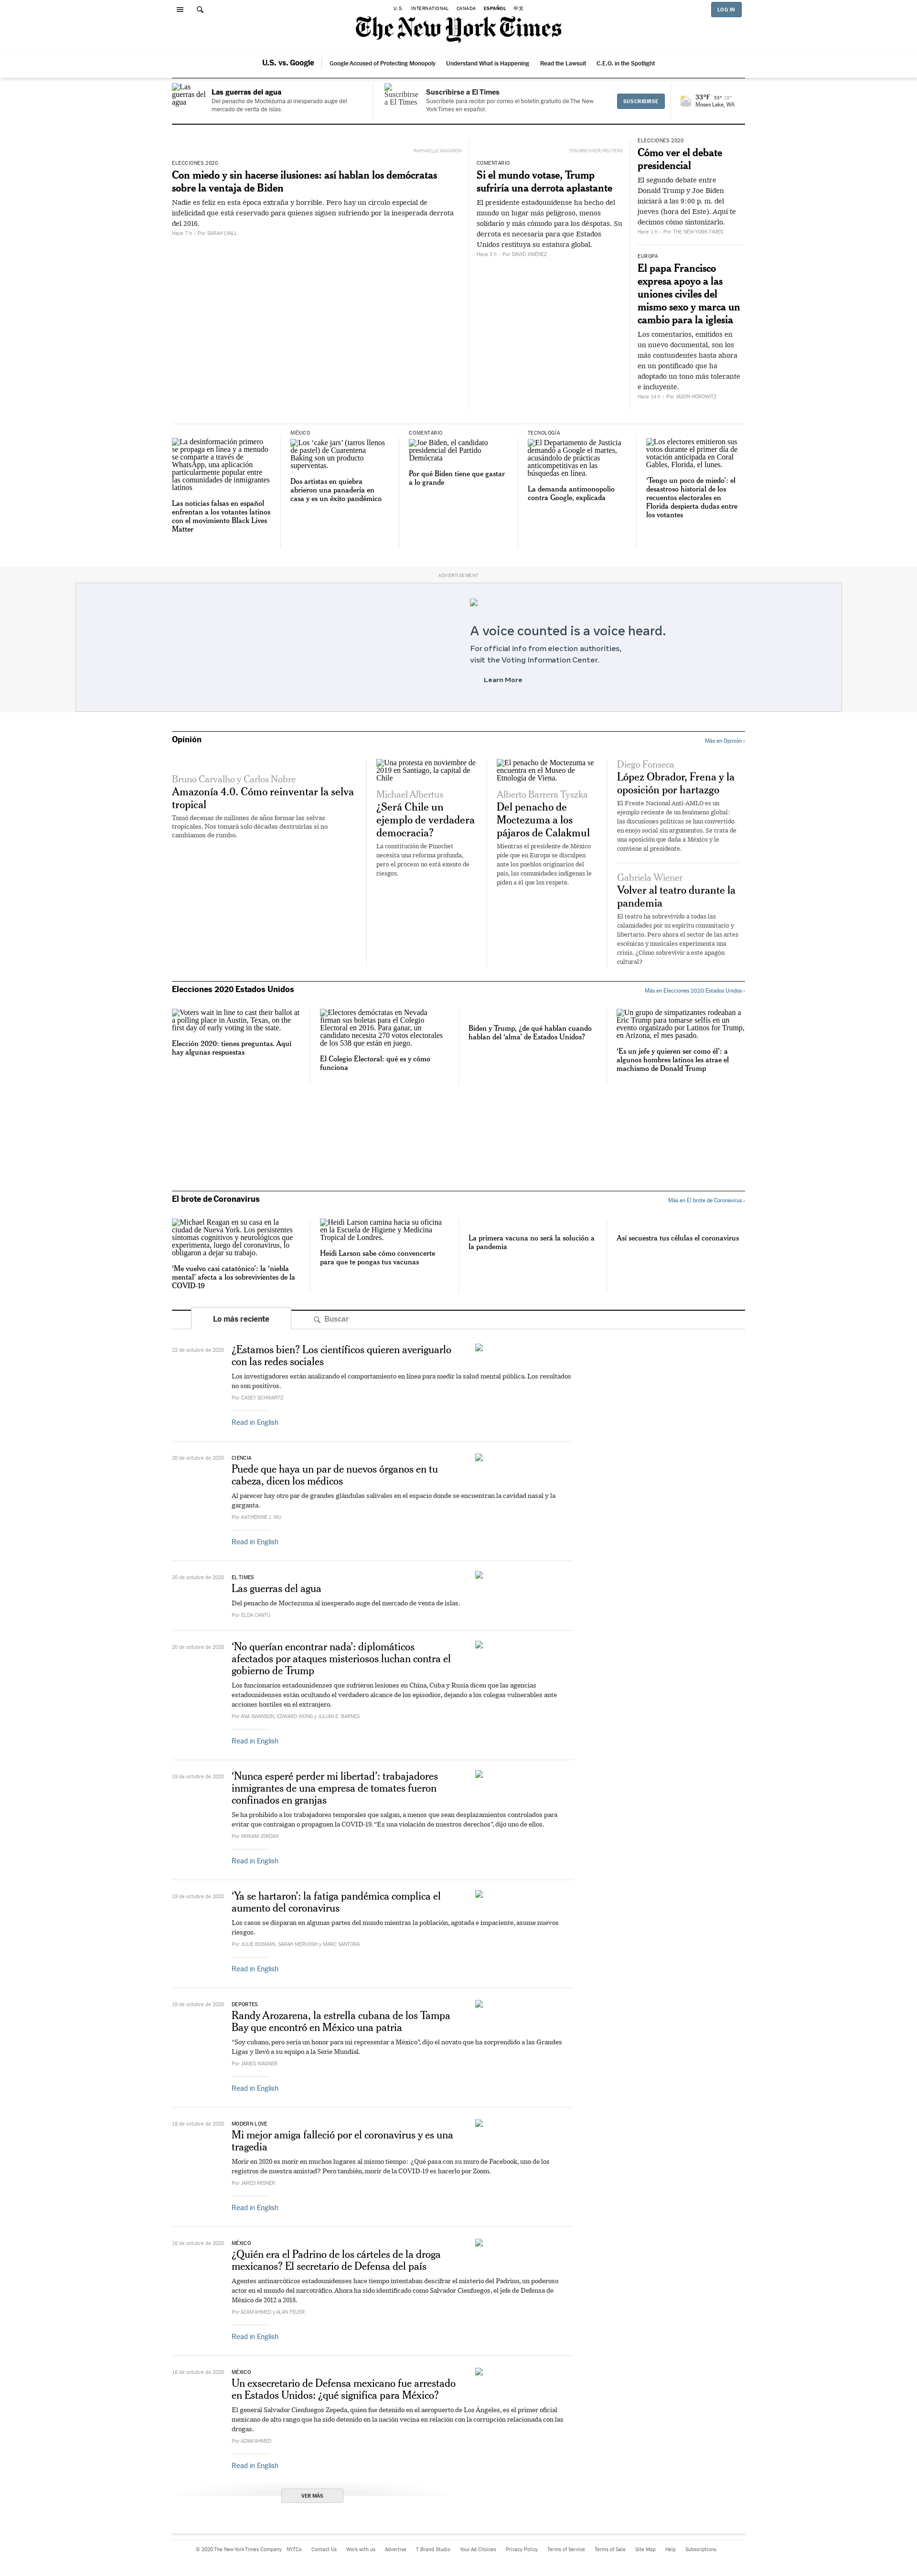 U.S. INTERNATIONAL CANADA ESPAÑOL 中文
LOG IN
The New York Times
U.S. vs. Google
Google Accused of Protecting Monopoly
Understand What is Happening
Read the Lawsuit
C.E.O. in the Spotlight
Las guerras del agua
Las guerras del agua
Del penacho de Moctezuma al inesperado auge del
mercado de venta de islas.
Suscribirse a El Times
Suscribirse a El Times
Suscríbete para recibir por correo el boletín gratuito de The New
York Times en español.
SUSCRIBIRSE
33°F 53° 28°
Moses Lake, WA
RAPHAELLE MACARON
ELECCIONES 2020
Con miedo y sin hacerse ilusiones: así hablan los demócratas
sobre la ventaja de Biden
Nadie es feliz en esta época extraña y horrible. Pero hay un círculo especial de
infelicidad que está reservado para quienes siguen sufriendo por la inesperada derrota
del 2016.
Hace 7 h – Por SARAH LYALL
TOM BRENNER/REUTERS
COMENTARIO
Si el mundo votase, Trump
sufriría una derrota aplastante
El presidente estadounidense ha hecho del
mundo un lugar más peligroso, menos
solidario y más cómodo para los déspotas. Su
derrota es necesaria para que Estados
Unidos restituya su estatura global.
Hace 5 h – Por DAVID JIMÉNEZ
ELECCIONES 2020
Cómo ver el debate
presidencial
El segundo debate entre
Donald Trump y Joe Biden
iniciará a las 9:00 p. m. del
jueves (hora del Este). Aquí te
decimos cómo sintonizarlo.
Hace 1 h – Por THE NEW YORK TIMES
EUROPA
El papa Francisco
expresa apoyo a las
uniones civiles del
mismo sexo y marca un
cambio para la iglesia
Los comentarios, emitidos en
un nuevo documental, son los
más contundentes hasta ahora
en un pontificado que ha
adoptado un tono más tolerante
e incluyente.
Hace 14 h – Por JASON HOROWITZ
La desinformación primero
se propaga en línea y a menudo
se comparte a través de
WhatsApp, una aplicación
particularmente popular entre
las comunidades de inmigrantes
latinos
Las noticias falsas en español
enfrentan a los votantes latinos
con el movimiento Black Lives
Matter
MÉXICO
Los ‘cake jars’ (tarros llenos
de pastel) de Cuarentena
Baking son un producto
superventas.
Dos artistas en quiebra
abrieron una panadería en
casa y es un éxito pandémico
COMENTARIO
Joe Biden, el candidato
presidencial del Partido
Demócrata
Por qué Biden tiene que gastar
a lo grande
TECNOLOGÍA
El Departamento de Justicia
demandó a Google el martes,
acusándolo de prácticas
anticompetitivas en las
búsquedas en línea.
La demanda antimonopolio
contra Google, explicada
Los electores emitieron sus
votos durante el primer día de
votación anticipada en Coral
Gables, Florida, el lunes.
‘Tengo un poco de miedo’: el
desastroso historial de los
recuentos electorales en
Florida despierta dudas entre
los votantes
ADVERTISEMENT
A voice counted is a voice heard.
For official info from election authorities,
visit the Voting Information Center.
Learn More
Opinión
Más en Opinión ›
Bruno Carvalho y Carlos Nobre
Amazonía 4.0. Cómo reinventar la selva
tropical
Tomó decenas de millones de años formar las selvas
tropicales. Nos tomará solo décadas destruirlas si no
cambiamos de rumbo.
Una protesta en noviembre de
2019 en Santiago, la capital de
Chile
Michael Albertus
¿Será Chile un
ejemplo de verdadera
democracia?
La constitución de Pinochet
necesita una reforma profunda,
pero el proceso no está exento de
riesgos.
El penacho de Moctezuma se
encuentra en el Museo de
Etnología de Viena.
Alberto Barrera Tyszka
Del penacho de
Moctezuma a los
pájaros de Calakmul
Mientras el presidente de México
pide que en Europa se disculpen
ante los pueblos originarios del
país, las comunidades indígenas le
piden a él que los respete.
Diego Fonseca
López Obrador, Frena y la
oposición por hartazgo
El Frente Nacional Anti-AMLO es un
ejemplo reciente de un fenómeno global:
las discusiones políticas se han convertido
en enojo social sin argumentos. Se trata de
una oposición que daña a México y le
conviene al presidente.
Gabriela Wiener
Volver al teatro durante la
pandemia
El teatro ha sobrevivido a todas las
calamidades por su espíritu comunitario y
libertario. Pero ahora el sector de las artes
escénicas y musicales experimenta una
crisis. ¿Cómo sobrevivir a este apagón
cultural?
Elecciones 2020 Estados Unidos
Más en Elecciones 2020 Estados Unidos ›
Voters wait in line to cast their ballot at
a polling place in Austin, Texas, on the
first day of early voting in the state.
Elección 2020: tienes preguntas. Aquí
hay algunas respuestas
Electores demócratas en Nevada
firman sus boletas para el Colegio
Electoral en 2016. Para ganar, un
candidato necesita 270 votos electorales
de los 538 que están en juego.
El Colegio Electoral: qué es y cómo
funciona
Biden y Trump, ¿de qué hablan cuando
hablan del ‘alma’ de Estados Unidos?
Un grupo de simpatizantes rodeaban a
Eric Trump para tomarse selfis en un
evento organizado por Latinos for Trump,
en Arizona, el mes pasado.
‘Es un jefe y quieren ser como él’: a
algunos hombres latinos les atrae el
machismo de Donald Trump
El brote de Coronavirus
Más en El brote de Coronavirus ›
Michael Reagan en su casa en la
ciudad de Nueva York. Los persistentes
síntomas cognitivos y neurológicos que
experimenta, luego del coronavirus, lo
obligaron a dejar su trabajo.
‘Me vuelvo casi catatónico’: la ‘niebla
mental’ afecta a los sobrevivientes de la
COVID-19
Heidi Larson camina hacia su oficina
en la Escuela de Higiene y Medicina
Tropical de Londres.
Heidi Larson sabe cómo convencerte
para que te pongas tus vacunas
La primera vacuna no será la solución a
la pandemia
Así secuestra tus células el coronavirus
Lo más reciente
Buscar
22 de octubre de 2020
¿Estamos bien? Los científicos quieren averiguarlo
con las redes sociales
Los investigadores están analizando el comportamiento en línea para medir la salud mental pública. Los resultados
no son positivos.
Por CASEY SCHWARTZ
Read in English
20 de octubre de 2020
CIENCIA
Puede que haya un par de nuevos órganos en tu
cabeza, dicen los médicos
Al parecer hay otro par de grandes glándulas salivales en el espacio donde se encuentran la cavidad nasal y la
garganta.
Por KATHERINE J. WU
Read in English
20 de octubre de 2020
EL TIMES
Las guerras del agua
Del penacho de Moctezuma al inesperado auge del mercado de venta de islas.
Por ELDA CANTÚ
20 de octubre de 2020
‘No querían encontrar nada’: diplomáticos
afectados por ataques misteriosos luchan contra el
gobierno de Trump
Los funcionarios estadounidenses que sufrieron lesiones en China, Cuba y Rusia dicen que las agencias
estadounidenses están ocultando el verdadero alcance de los episodios, dejando a los colegas vulnerables ante
acciones hostiles en el extranjero.
Por ANA SWANSON, EDWARD WONG y JULIAN E. BARNES
Read in English
19 de octubre de 2020
‘Nunca esperé perder mi libertad’: trabajadores
inmigrantes de una empresa de tomates fueron
confinados en granjas
Se ha prohibido a los trabajadores temporales que salgan, a menos que sean desplazamientos controlados para
evitar que contraigan o propaguen la COVID-19. “Es una violación de nuestros derechos”, dijo uno de ellos.
Por MIRIAM JORDAN
Read in English
19 de octubre de 2020
‘Ya se hartaron’: la fatiga pandémica complica el
aumento del coronavirus
Los casos se disparan en algunas partes del mundo mientras la población, agotada e impaciente, asume nuevos
riesgos.
Por JULIE BOSMAN, SARAH MERVOSH y MARC SANTORA
Read in English
19 de octubre de 2020
DEPORTES
Randy Arozarena, la estrella cubana de los Tampa
Bay que encontró en México una patria
“Soy cubano, pero sería un honor para mí representar a México”, dijo el novato que ha sorprendido a las Grandes
Ligas y llevó a su equipo a la Serie Mundial.
Por JAMES WAGNER
Read in English
18 de octubre de 2020
MODERN LOVE
Mi mejor amiga falleció por el coronavirus y es una
tragedia
Morir en 2020 es morir en muchos lugares al mismo tiempo: ¿Qué pasa con su muro de Facebook, uno de los
registros de nuestra amistad? Pero también, morir de la COVID-19 es hacerlo por Zoom.
Por JARED MISNER
Read in English
16 de octubre de 2020
MÉXICO
¿Quién era el Padrino de los cárteles de la droga
mexicanos? El secretario de Defensa del país
Agentes antinarcóticos estadounidenses hace tiempo intentaban descifrar el misterio del Padrino, un poderoso
actor en el mundo del narcotráfico. Ahora ha sido identificado como Salvador Cienfuegos, el jefe de Defensa de
México de 2012 a 2018.
Por AZAM AHMED y ALAN FEUER
Read in English
16 de octubre de 2020
MÉXICO
Un exsecretario de Defensa mexicano fue arrestado
en Estados Unidos: ¿qué significa para México?
El general Salvador Cienfuegos Zepeda, quien fue detenido en el aeropuerto de Los Ángeles, es el primer oficial
mexicano de alto rango que ha sido detenido en la nación vecina en relación con la corrupción relacionada con las
drogas.
Por AZAM AHMED
Read in English
VER MÁS
© 2020 The New York Times Company NYTCo Contact Us Work with us Advertise T Brand Studio Your Ad Choices Privacy Policy Terms of Service Terms of Sale Site Map Help Subscriptions